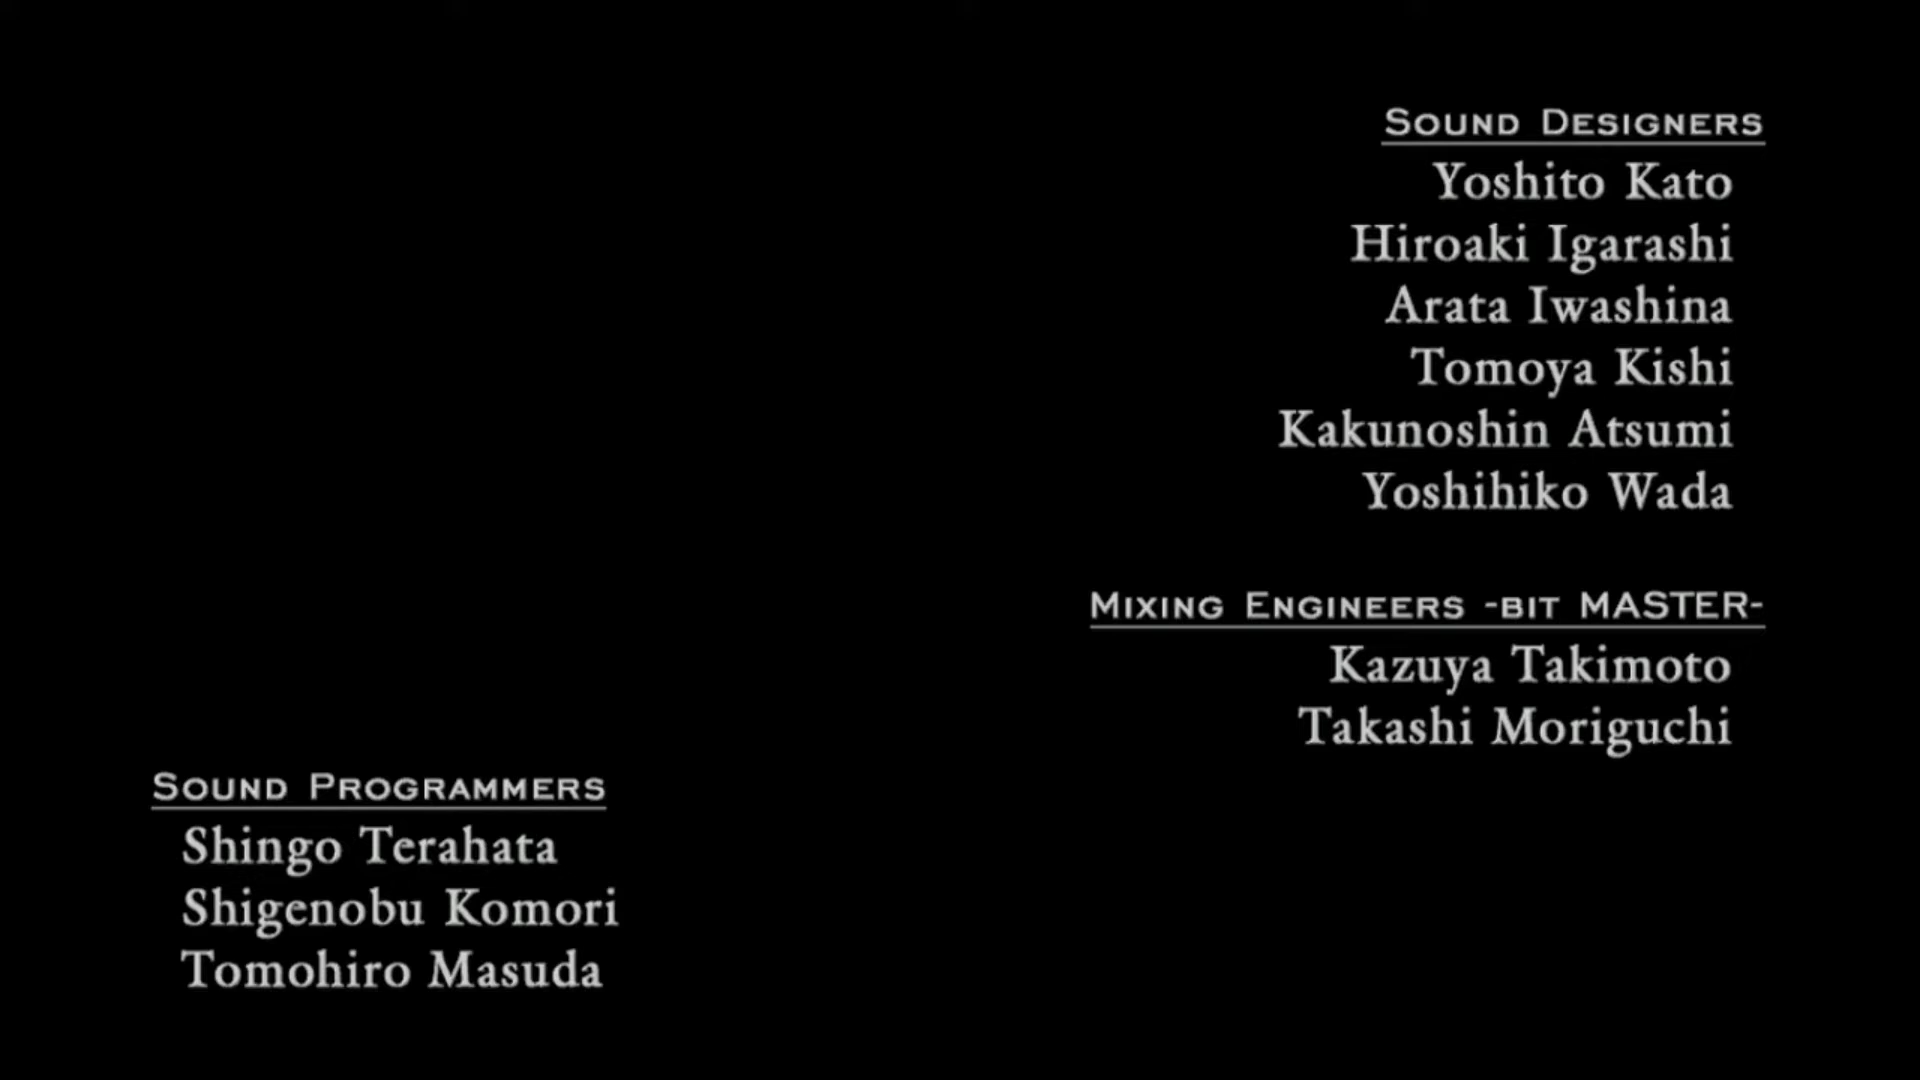 Sound Designers
Yoshito Kato
Hiroaki Igarashi
Arata Iwashina
Tomoya Kishi
Kakunoshin Atsumi
Yoshihiko Wada
Mixing Engineers -bit MASTER-
Kazuya Takimoto
Takashi Moriguchi
Sound Programmers
Shingo Terahata
Shigenobu Komori
Tomohiro Masuda